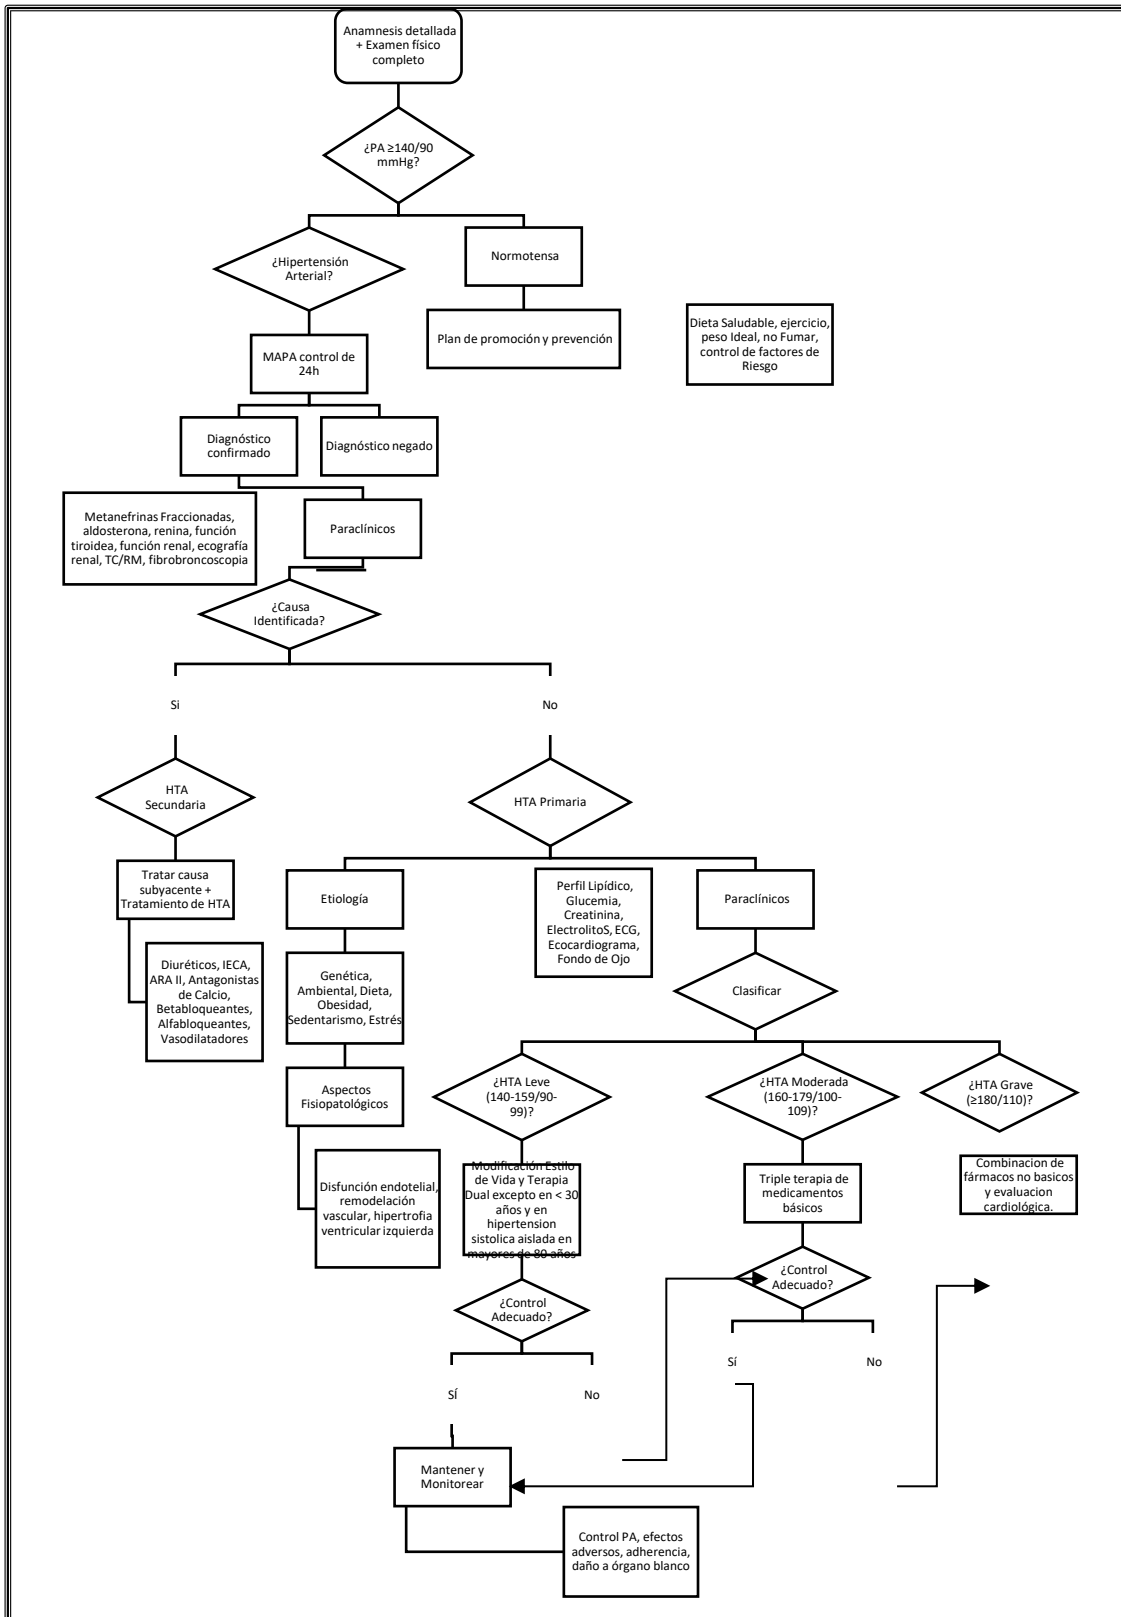 Anamnesis detallada
+ Examen físico
completo
¿PA ≥140/90
mmHg?
¿Hipertensión
Arterial?
Normotensa
Plan de promoción y prevención
Dieta Saludable, ejercicio,
peso Ideal, no Fumar,
control de factores de
Riesgo
MAPA control de
24h
Diagnóstico
confirmado
Diagnóstico negado
Metanefrinas Fraccionadas,
aldosterona, renina, función
tiroidea, función renal, ecografía
renal, TC/RM, fibrobroncoscopia
Paraclínicos
¿Causa
Identificada?
Si
No
HTA
Secundaria
HTA Primaria
Tratar causa
subyacente +
Tratamiento de HTA
Diuréticos, IECA,
ARA II, Antagonistas
de Calcio,
Betabloqueantes,
Alfabloqueantes,
Vasodilatadores
Etiología
Perfil Lipídico,
Glucemia,
Creatinina,
ElectrolitoS, ECG,
Ecocardiograma,
Fondo de Ojo
Paraclínicos
Genética,
Ambiental, Dieta,
Obesidad,
Sedentarismo, Estrés
Clasificar
Aspectos
Fisiopatológicos
Disfunción endotelial,
remodelación
vascular, hipertrofia
ventricular izquierda
¿HTA Leve
(140-159/90-
99)?
¿HTA Moderada
(160-179/100-
109)?
¿HTA Grave
(≥180/110)?
Modificación Estilo
de Vida y Terapia
Dual excepto en < 30
años y en
hipertension
sistolica aislada en
mayores de 80 años
Triple terapia de
medicamentos
básicos
Combinacion de
fármacos no basicos
y evaluacion
cardiológica.
¿Control
Adecuado?
¿Control
Adecuado?
Sí
No
SÍ
No
Mantener y
Monitorear
Control PA, efectos
adversos, adherencia,
daño a órgano blanco